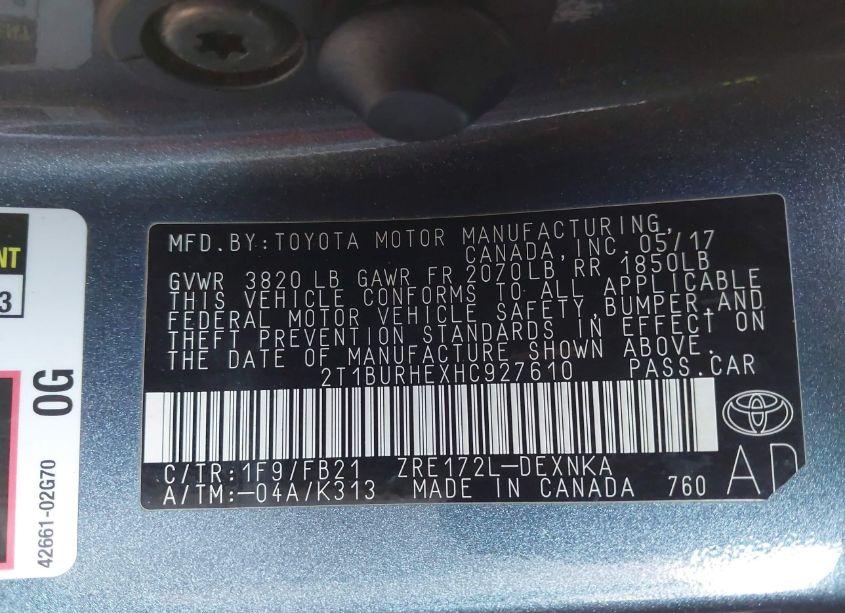 MFD. BY: TOYOTA MOTOR MANUFACTURING,
CANADA, INC. 05/17
GVWR 3820 LB GAWR FR 2070LB RR 1850LB
THIS VEHICLE CONFORMS TO ALL APPLICABLE
FEDERAL MOTOR VEHICLE SAFETY, BUMPER, AND
THEFT PREVENTION STANDARDS IN EFFECT ON
THE DATE OF MANUFACTURE SHOWN ABOVE.
2T1BURHEXHC927610 PASS. CAR
C/TR: 1F9/FB21 ZRE172L-DEXNKA
A/TM: -04A/K313 MADE IN CANADA 760
AD
NT
3
0G
42661-02G70